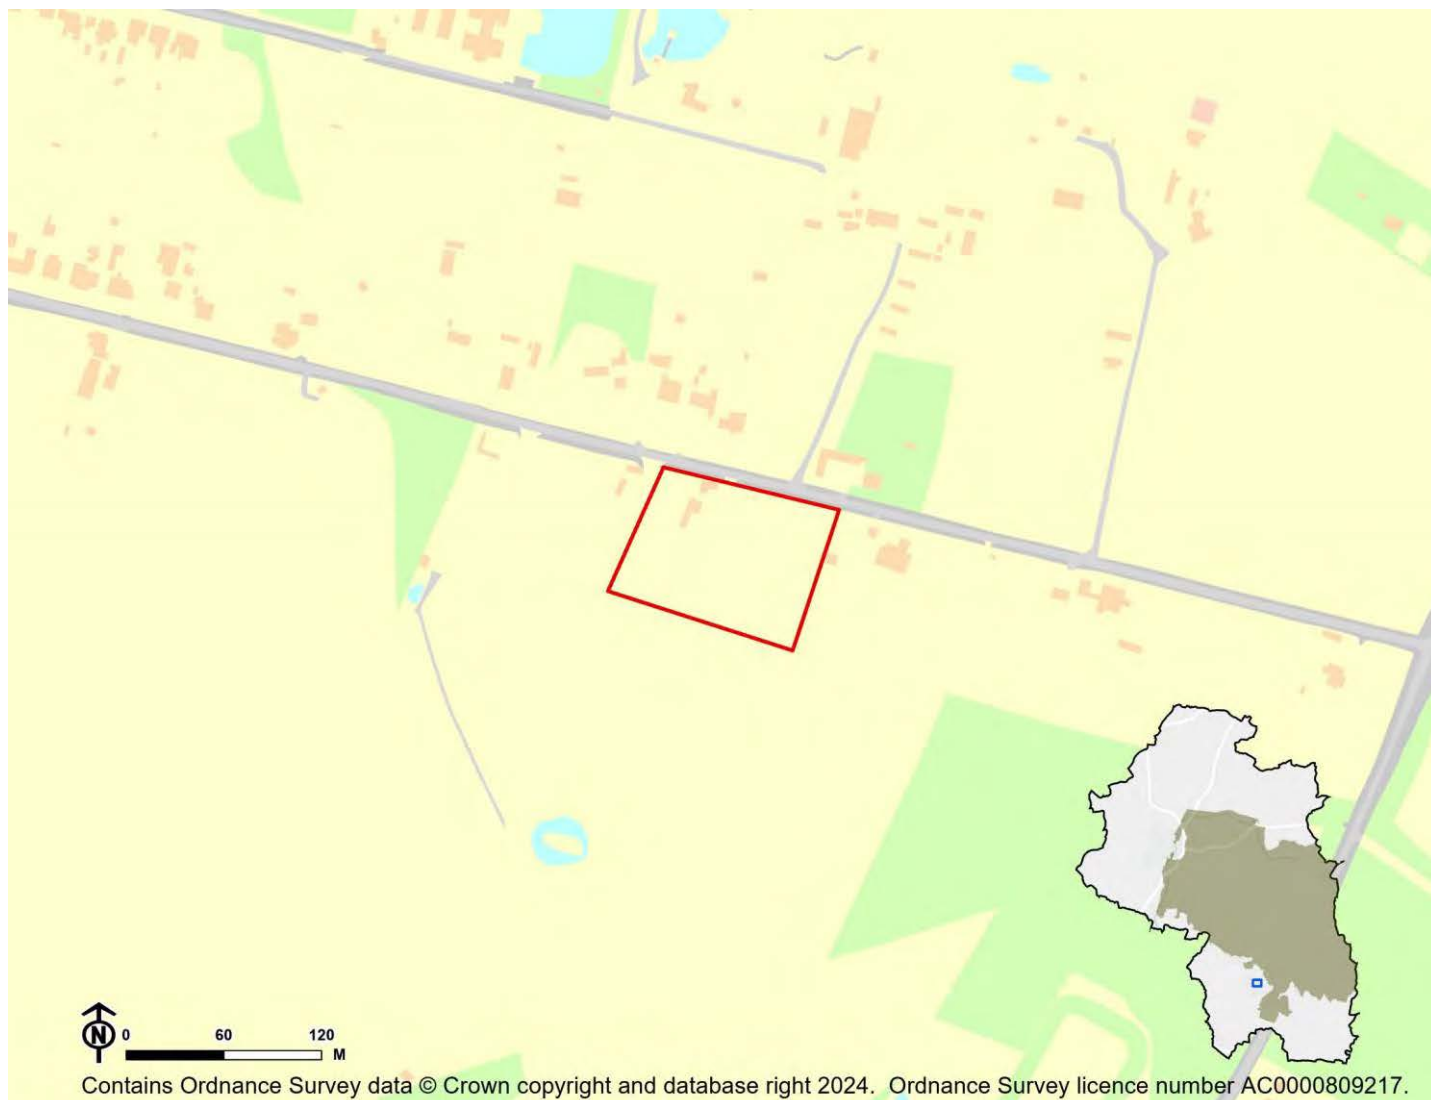 N
0 60 120
M
Contains Ordnance Survey data © Crown copyright and database right 2024. Ordnance Survey licence number AC0000809217.